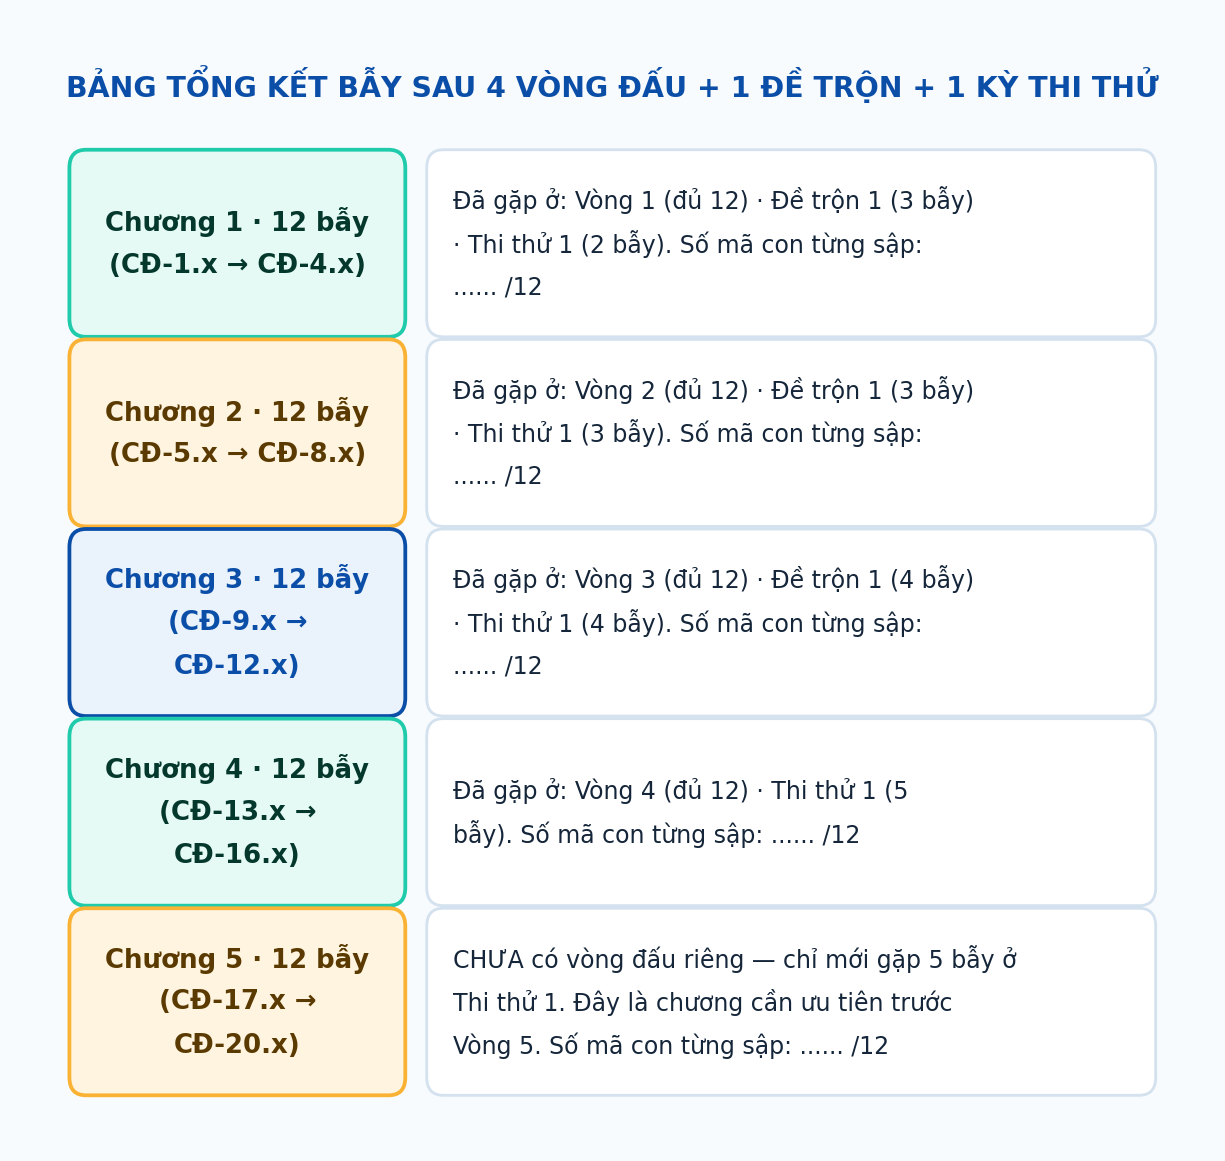 BẢNG TỔNG KẾT BẪY SAU 4 VÒNG ĐẤU + 1 ĐỀ TRỘN + 1 KỲ THI THỬ
Chương 1 · 12 bẫy
(CĐ-1.x → CĐ-4.x)
Đã gặp ở: Vòng 1 (đủ 12) · Đề trộn 1 (3 bẫy)
· Thi thử 1 (2 bẫy). Số mã con từng sập:
...... /12
Chương 2 · 12 bẫy
(CĐ-5.x → CĐ-8.x)
Đã gặp ở: Vòng 2 (đủ 12) · Đề trộn 1 (3 bẫy)
· Thi thử 1 (3 bẫy). Số mã con từng sập:
...... /12
Chương 3 · 12 bẫy
(CĐ-9.x →
CĐ-12.x)
Đã gặp ở: Vòng 3 (đủ 12) · Đề trộn 1 (4 bẫy)
· Thi thử 1 (4 bẫy). Số mã con từng sập:
...... /12
Chương 4 · 12 bẫy
(CĐ-13.x →
CĐ-16.x)
Đã gặp ở: Vòng 4 (đủ 12) · Thi thử 1 (5
bẫy). Số mã con từng sập: ...... /12
Chương 5 · 12 bẫy
(CĐ-17.x →
CĐ-20.x)
CHƯA có vòng đấu riêng — chỉ mới gặp 5 bẫy ở
Thi thử 1. Đây là chương cần ưu tiên trước
Vòng 5. Số mã con từng sập: ...... /12